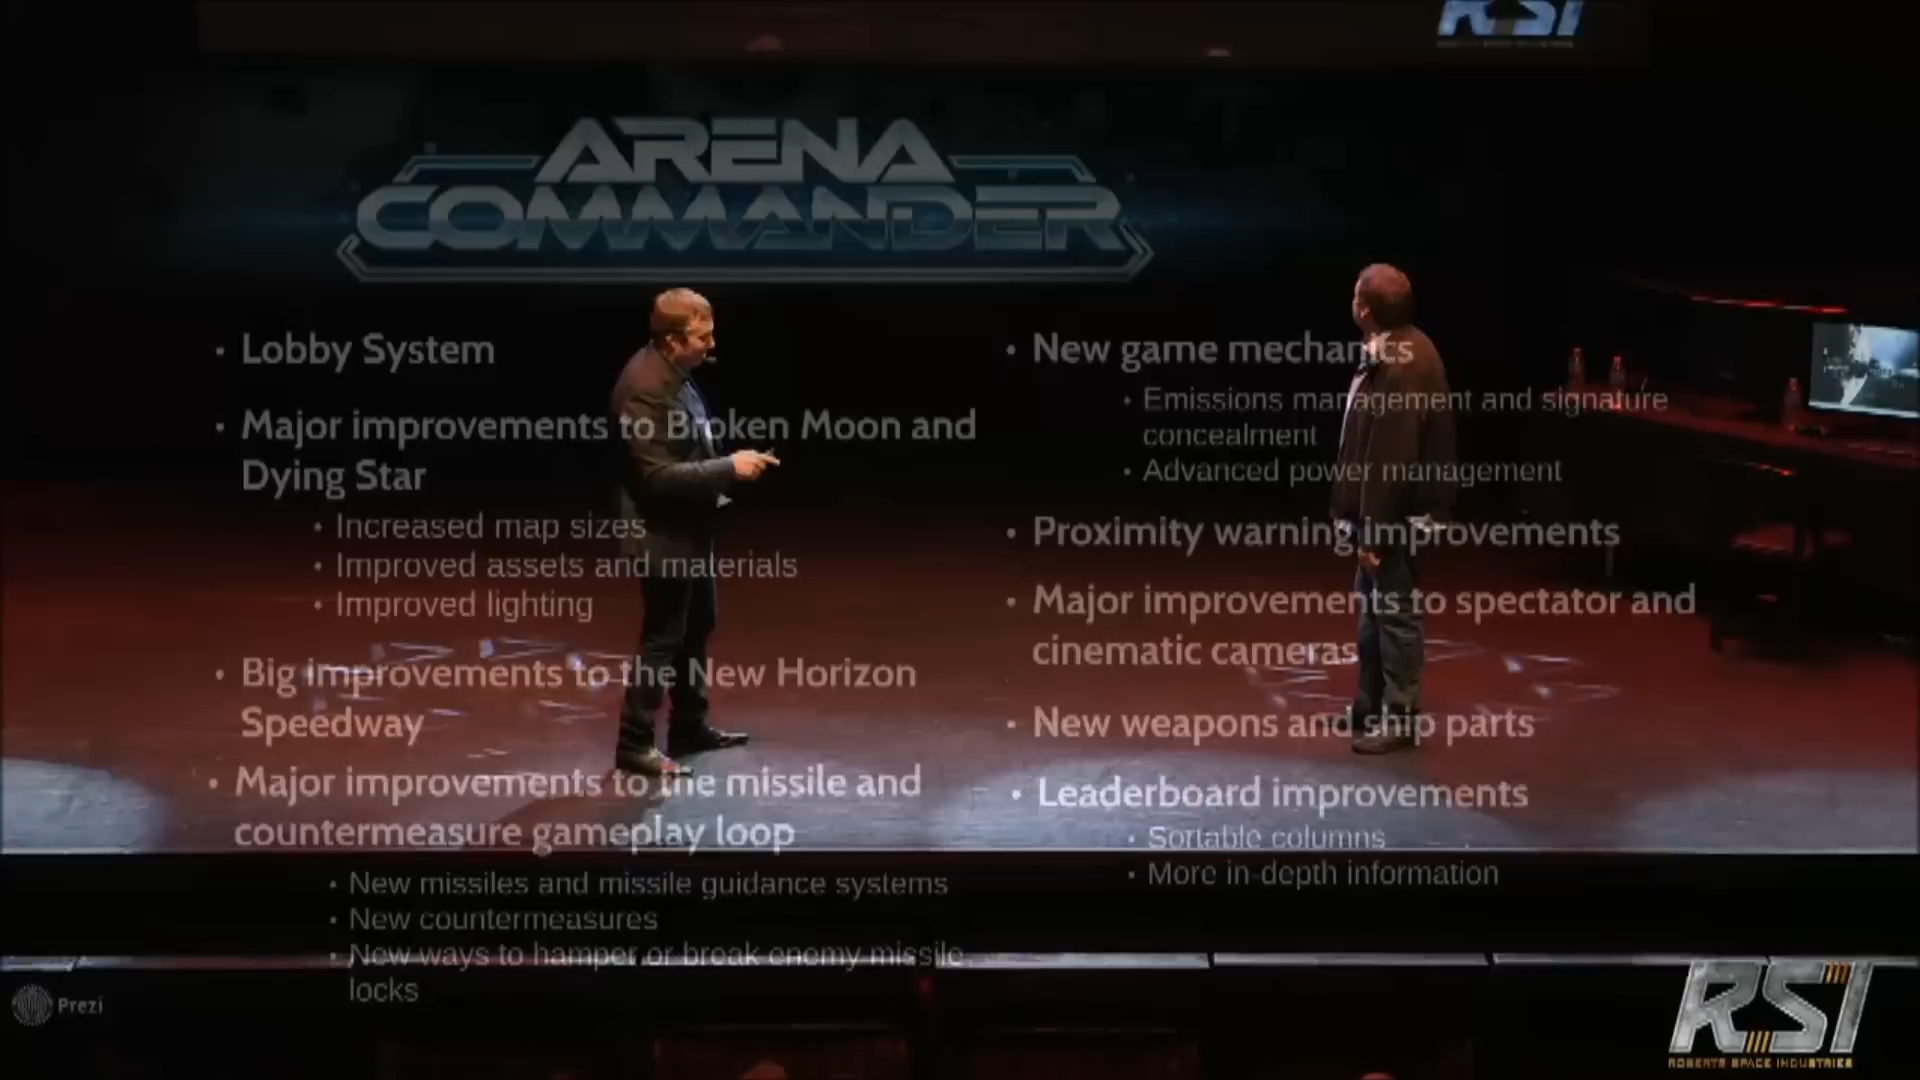 RSI
ARENA
COMMANDER
• Lobby System
• Major improvements to Broken Moon and
Dying Star
• Increased map sizes
• Improved assets and materials
• Improved lighting
• Big improvements to the New Horizon
Speedway
• Major improvements to the missile and
countermeasure gameplay loop
• New missiles and missile guidance systems
• New countermeasures
• New ways to hamper or break enemy missile
locks
• New game mechanics
• Emissions management and signature
concealment
• Advanced power management
• Proximity warning improvements
• Major improvements to spectator and
cinematic cameras
• New weapons and ship parts
• Leaderboard improvements
• Sortable columns
• More in-depth information
Prezi
RSI
ROBERTS SPACE INDUSTRIES